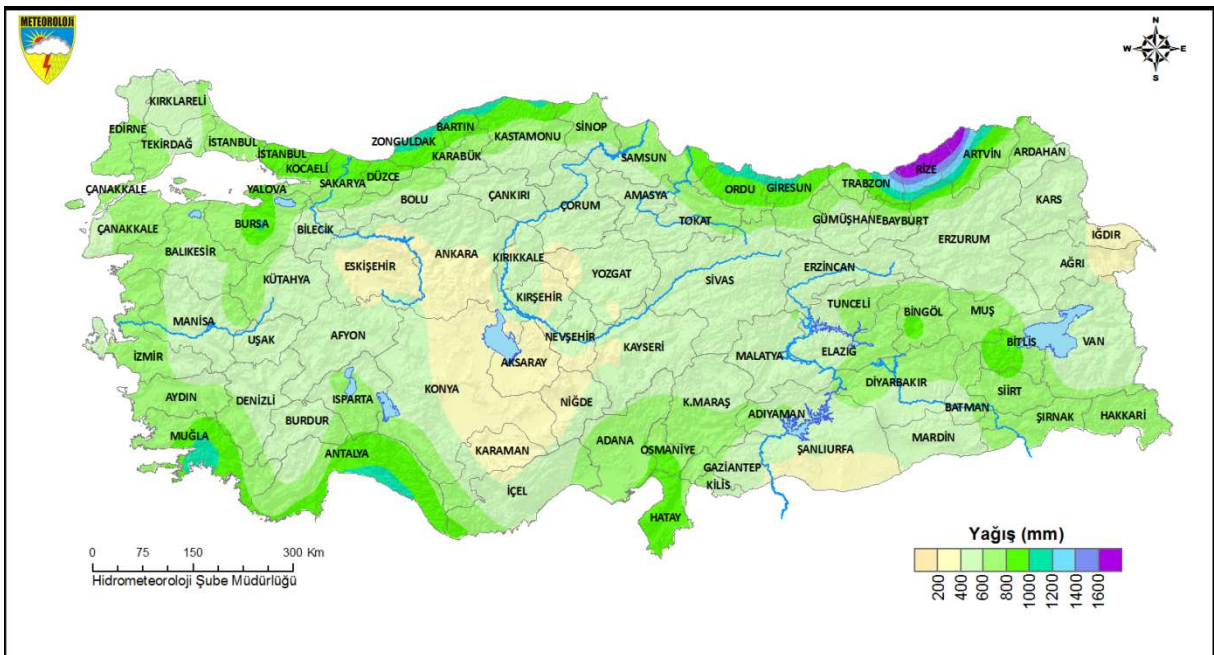 METEOROLOJİ
N
W E
S
KIRKLARELİ
EDİRNE
TEKİRDAĞ
İSTANBUL
İSTANBUL
KOCAELİ
YALOVA
SAKARYA
DÜZCE
ZONGULDAK
BARTIN
KARABÜK
KASTAMONU
SİNOP
SAMSUN
ORDU
GİRESUN
TRABZON
RİZE
ARTVİN
ARDAHAN
KARS
ÇANAKKALE
ÇANAKKALE
BURSA
BİLECİK
BOLU
ÇANKIRI
ÇORUM
AMASYA
TOKAT
GÜMÜŞHANE
BAYBURT
ERZURUM
IĞDIR
AĞRI
BALIKESİR
KÜTAHYA
ESKİŞEHİR
ANKARA
KIRIKKALE
YOZGAT
SİVAS
ERZİNCAN
TUNCELİ
BİNGÖL
MUŞ
KIRŞEHİR
MANİSA
UŞAK
AFYON
NEVŞEHİR
KAYSERİ
MALATYA
ELAZIĞ
BİTLİS
VAN
İZMİR
AKSARAY
KONYA
NİĞDE
K.MARAŞ
ADIYAMAN
DİYARBAKIR
SİİRT
BATMAN
ŞIRNAK
HAKKARİ
AYDIN
DENİZLİ
BURDUR
ISPARTA
MUĞLA
ANTALYA
KARAMAN
İÇEL
ADANA
OSMANİYE
GAZİANTEP
KİLİS
ŞANLIURFA
MARDİN
HATAY
0 75 150 300 Km
Hidrometeoroloji Şube Müdürlüğü
Yağış (mm)
200 400 600 800 1000 1200 1400 1600